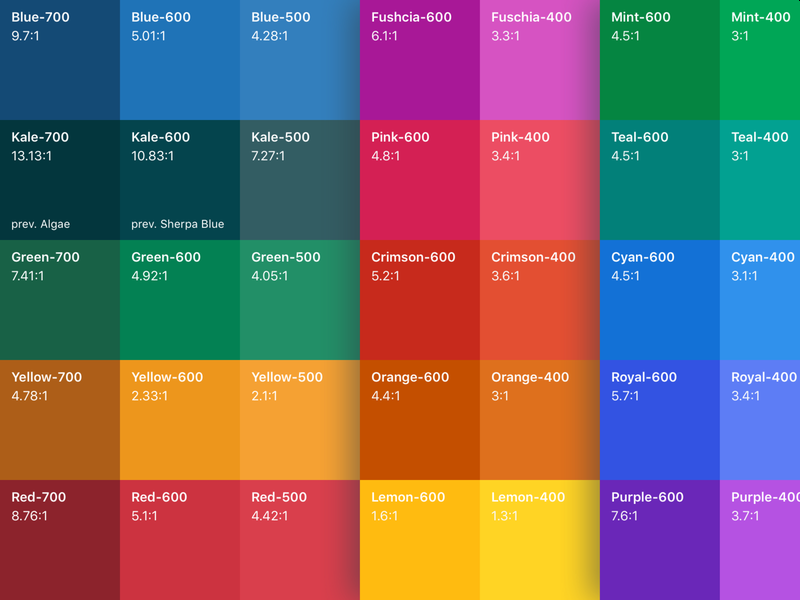 Blue-700
9.7:1
Blue-600
5.01:1
Blue-500
4.28:1
Fushcia-600
6.1:1
Fuschia-400
3.3:1
Mint-600
4.5:1
Mint-400
3:1
Kale-700
13.13:1
prev. Algae
Kale-600
10.83:1
prev. Sherpa Blue
Kale-500
7.27:1
Pink-600
4.8:1
Pink-400
3.4:1
Teal-600
4.5:1
Teal-400
3:1
Green-700
7.41:1
Green-600
4.92:1
Green-500
4.05:1
Crimson-600
5.2:1
Crimson-400
3.6:1
Cyan-600
4.5:1
Cyan-400
3.1:1
Yellow-700
4.78:1
Yellow-600
2.33:1
Yellow-500
2.1:1
Orange-600
4.4:1
Orange-400
3:1
Royal-600
5.7:1
Royal-400
3.4:1
Red-700
8.76:1
Red-600
5.1:1
Red-500
4.42:1
Lemon-600
1.6:1
Lemon-400
1.3:1
Purple-600
7.6:1
Purple-400
3.7:1